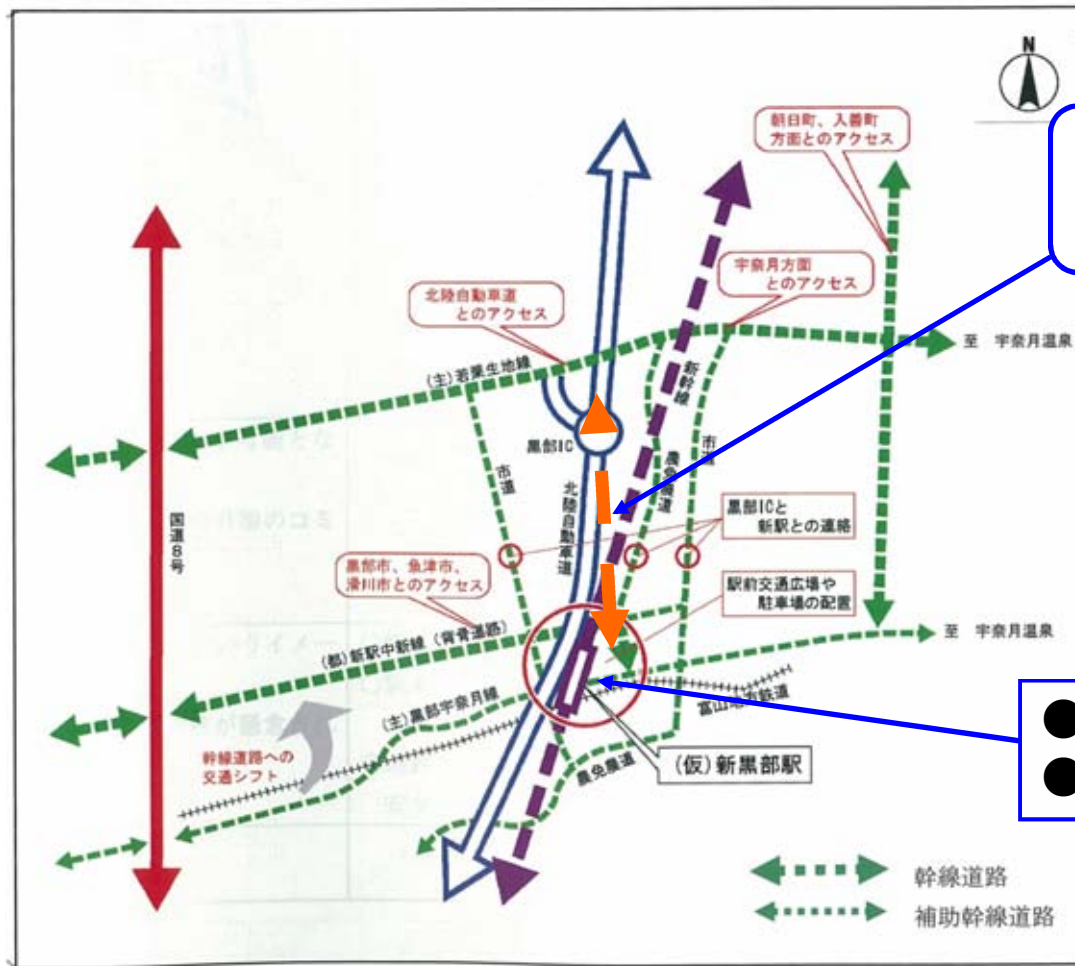 N
朝日町、入善町
方面とのアクセス
宇奈月方面
とのアクセス
北陸自動車道
とのアクセス
至 宇奈月温泉
(主)若栗生地線
新幹線
黒部IC
市道
農免農道
市道
北陸自動車道
国道8号
黒部ICと
新駅との連絡
黒部市、魚津市、
滑川市とのアクセス
駅前交通広場や
駐車場の配置
至 宇奈月温泉
(都)新駅中新線(背骨道路)
(主)黒部宇奈月線
富山地方鉄道
幹線道路への
交通シフト
農免農道
(仮)新黒部駅
●
●
幹線道路
補助幹線道路